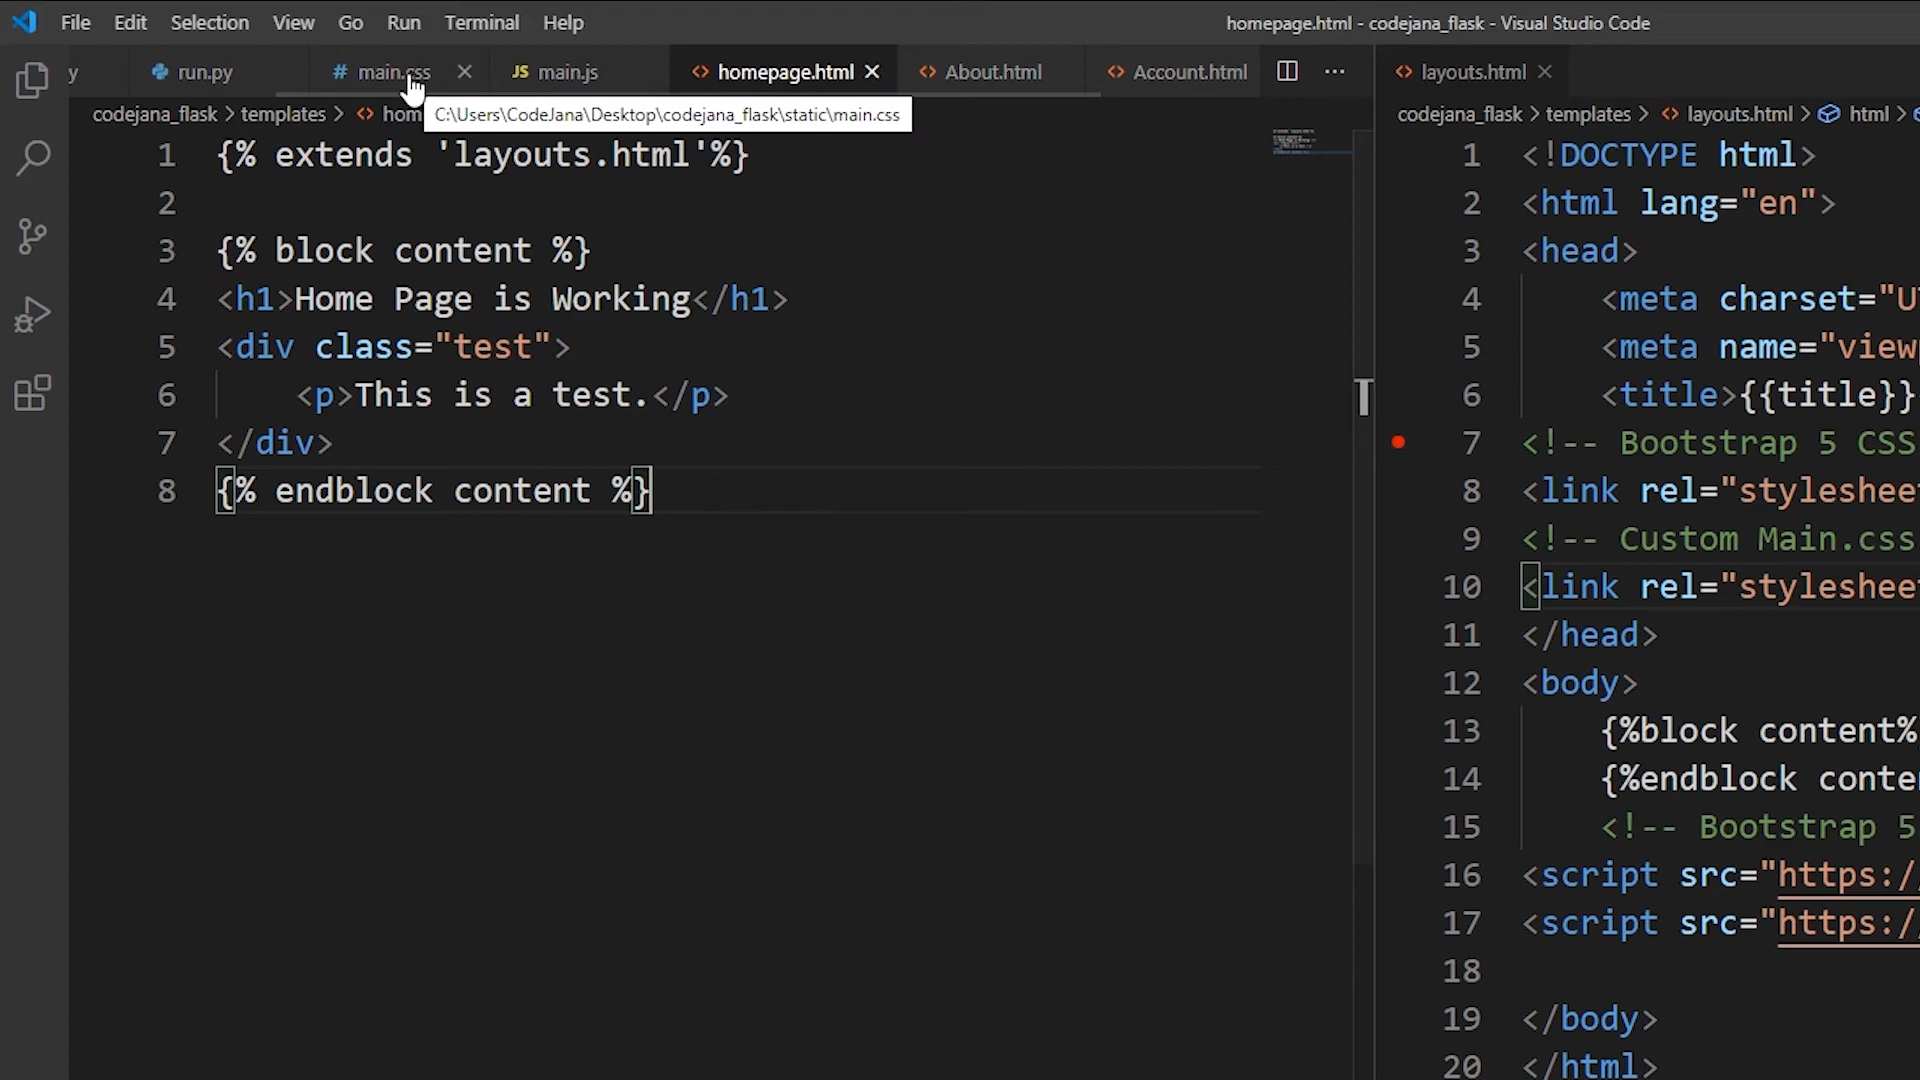 File Edit Selection View Go Run Terminal Help
homepage.html - codejana_flask - Visual Studio Code
y run.py # main.css JS main.js <> homepage.html <> About.html <> Account.html
codejana_flask > templates > <> hom
C:\Users\CodeJana\Desktop\codejana_flask\static\main.css
1 {% extends 'layouts.html'%}
2
3 {% block content %}
4 <h1>Home Page is Working</h1>
5 <div class="test">
6 <p>This is a test.</p>
7 </div>
8 {% endblock content %}
<> layouts.html
codejana_flask > templates > <> layouts.html > html >
1 <!DOCTYPE html>
2 <html lang="en">
3 <head>
4 <meta charset="U
5 <meta name="view
6 <title>{{title}}
7 <!-- Bootstrap 5 CSS
8 <link rel="styleshee
9 <!-- Custom Main.css
10 <link rel="styleshee
11 </head>
12 <body>
13 {%block content%
14 {%endblock conte
15 <!-- Bootstrap 5
16 <script src="https:/
17 <script src="https:/
18
19 </body>
20 </html>